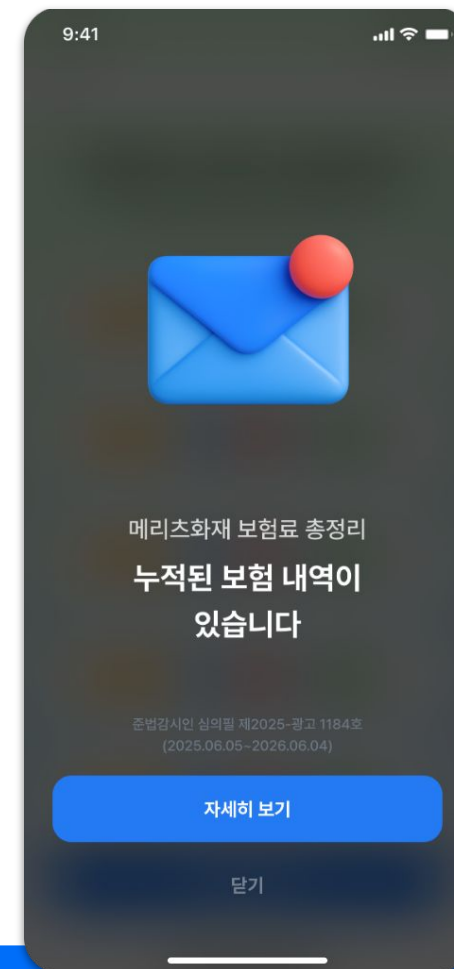 9:41
메리츠화재 보험료 총정리
누적된 보험 내역이
있습니다
준법감시인 심의필 제2025-광고 1184호
(2025.06.05~2026.06.04)
자세히 보기
닫기